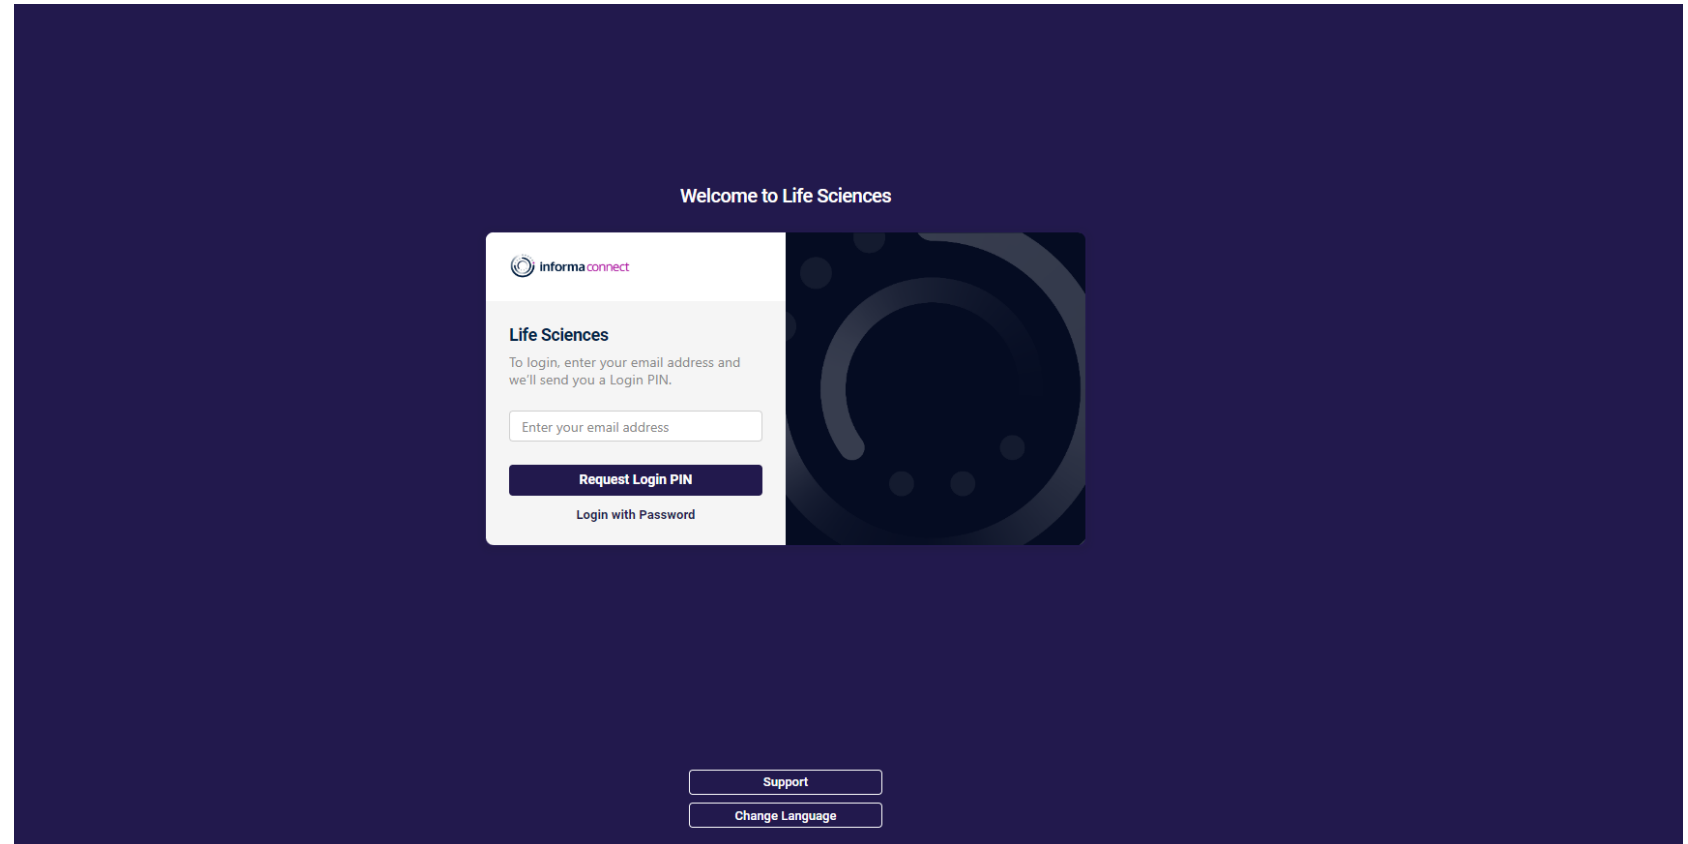 Welcome to Life Sciences
informa connect
Life Sciences
To login, enter your email address and
we'll send you a Login PIN.
Enter your email address
Request Login PIN
Login with Password
Support
Change Language